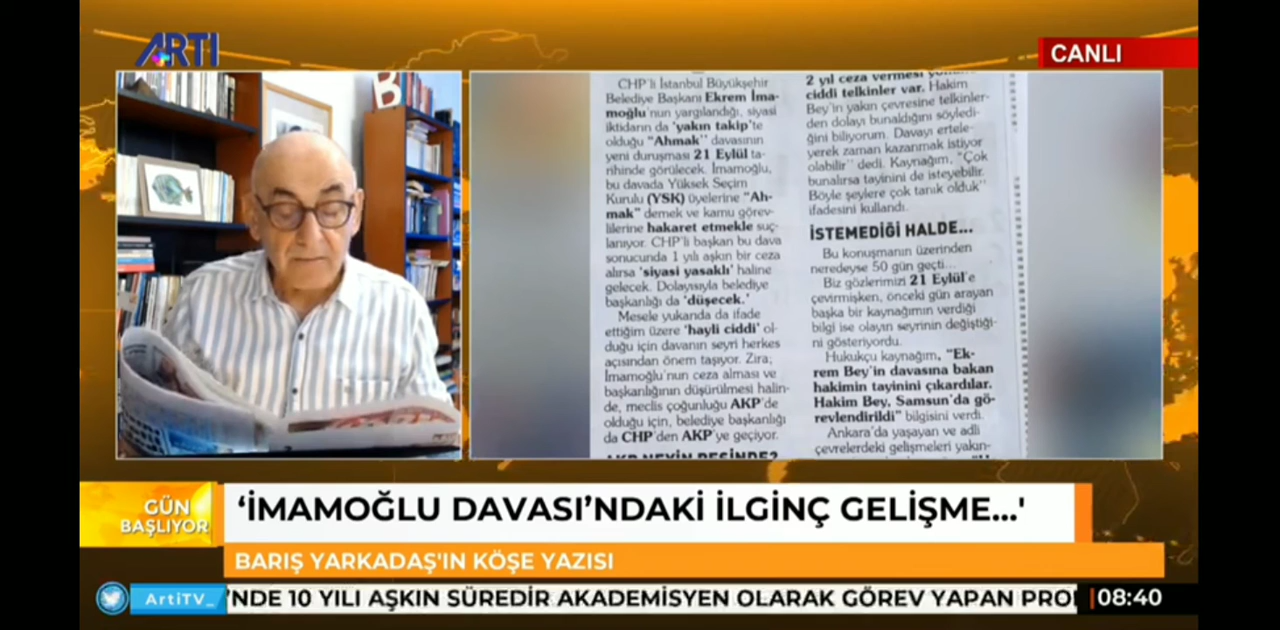 ARTI
CANLI
B
CHP'li İstanbul Büyükşehir
Belediye Başkanı Ekrem İma-
moğlu'nun yargılandığı, siyasi
iktidarın da 'yakın takip'te
olduğu "Ahmak" davasının
yeni duruşması 21 Eylül ta-
rihinde görülecek. İmamoğlu,
bu davada Yüksek Seçim
Kurulu (YSK) üyelerine "Ah-
mak" demek ve kamu görev-
lilerine hakaret etmekle suç-
lanıyor. CHP'li başkan bu dava
sonucunda 1 yılı aşkın bir ceza
alırsa 'siyasi yasaklı' haline
gelecek. Dolayısıyla belediye
başkanlığı da 'düşecek.'
Mesele yukarıda da ifade
ettiğim üzere 'hayli ciddi' ol-
duğu için davanın seyri herkes
açısından önem taşıyor. Zira;
İmamoğlu'nun ceza alması ve
başkanlığının düşürülmesi halin-
de, meclis çoğunluğu AKP'de
olduğu için, belediye başkanlığı
da CHP'den AKP'ye geçiyor.
AKP NEYİN PEŞİNDE?
2 yıl ceza vermesi
ciddi telkinler var. Hakim
Bey'in yakın çevresine telkinler-
den dolayı bunaldığını söyledi-
ğini biliyorum. Davayı ertele-
yerek zaman kazanmak istiyor
olabilir" dedi. Kaynağım, "Çok
bunalırsa tayinini de isteyebilir.
Böyle şeylere çok tanık olduk"
ifadesini kullandı.
İSTEMEDİĞİ HALDE...
Bu konuşmanın üzerinden
neredeyse 50 gün geçti...
Biz gözlerimizi 21 Eylül'e
çevirmişken, önceki gün arayan
başka bir kaynağımın verdiği
bilgi ise olayın seyrinin değiştiği-
ni gösteriyordu.
Hukukçu kaynağım, "Ek-
rem Bey'in davasına bakan
hakimin tayinini çıkardılar.
Hakim Bey, Samsun'da gö-
revlendirildi" bilgisini verdi.
Ankara'da yaşayan ve adli
çevrelerdeki gelişmeleri yakın-
GÜN
BAŞLIYOR
'İMAMOĞLU DAVASI'NDAKİ İLGİNÇ GELİŞME...'
BARIŞ YARKADAŞ'IN KÖŞE YAZISI
ArtiTV_
'NDE 10 YILI AŞKIN SÜREDİR AKADEMİSYEN OLARAK GÖREV YAPAN
08:40